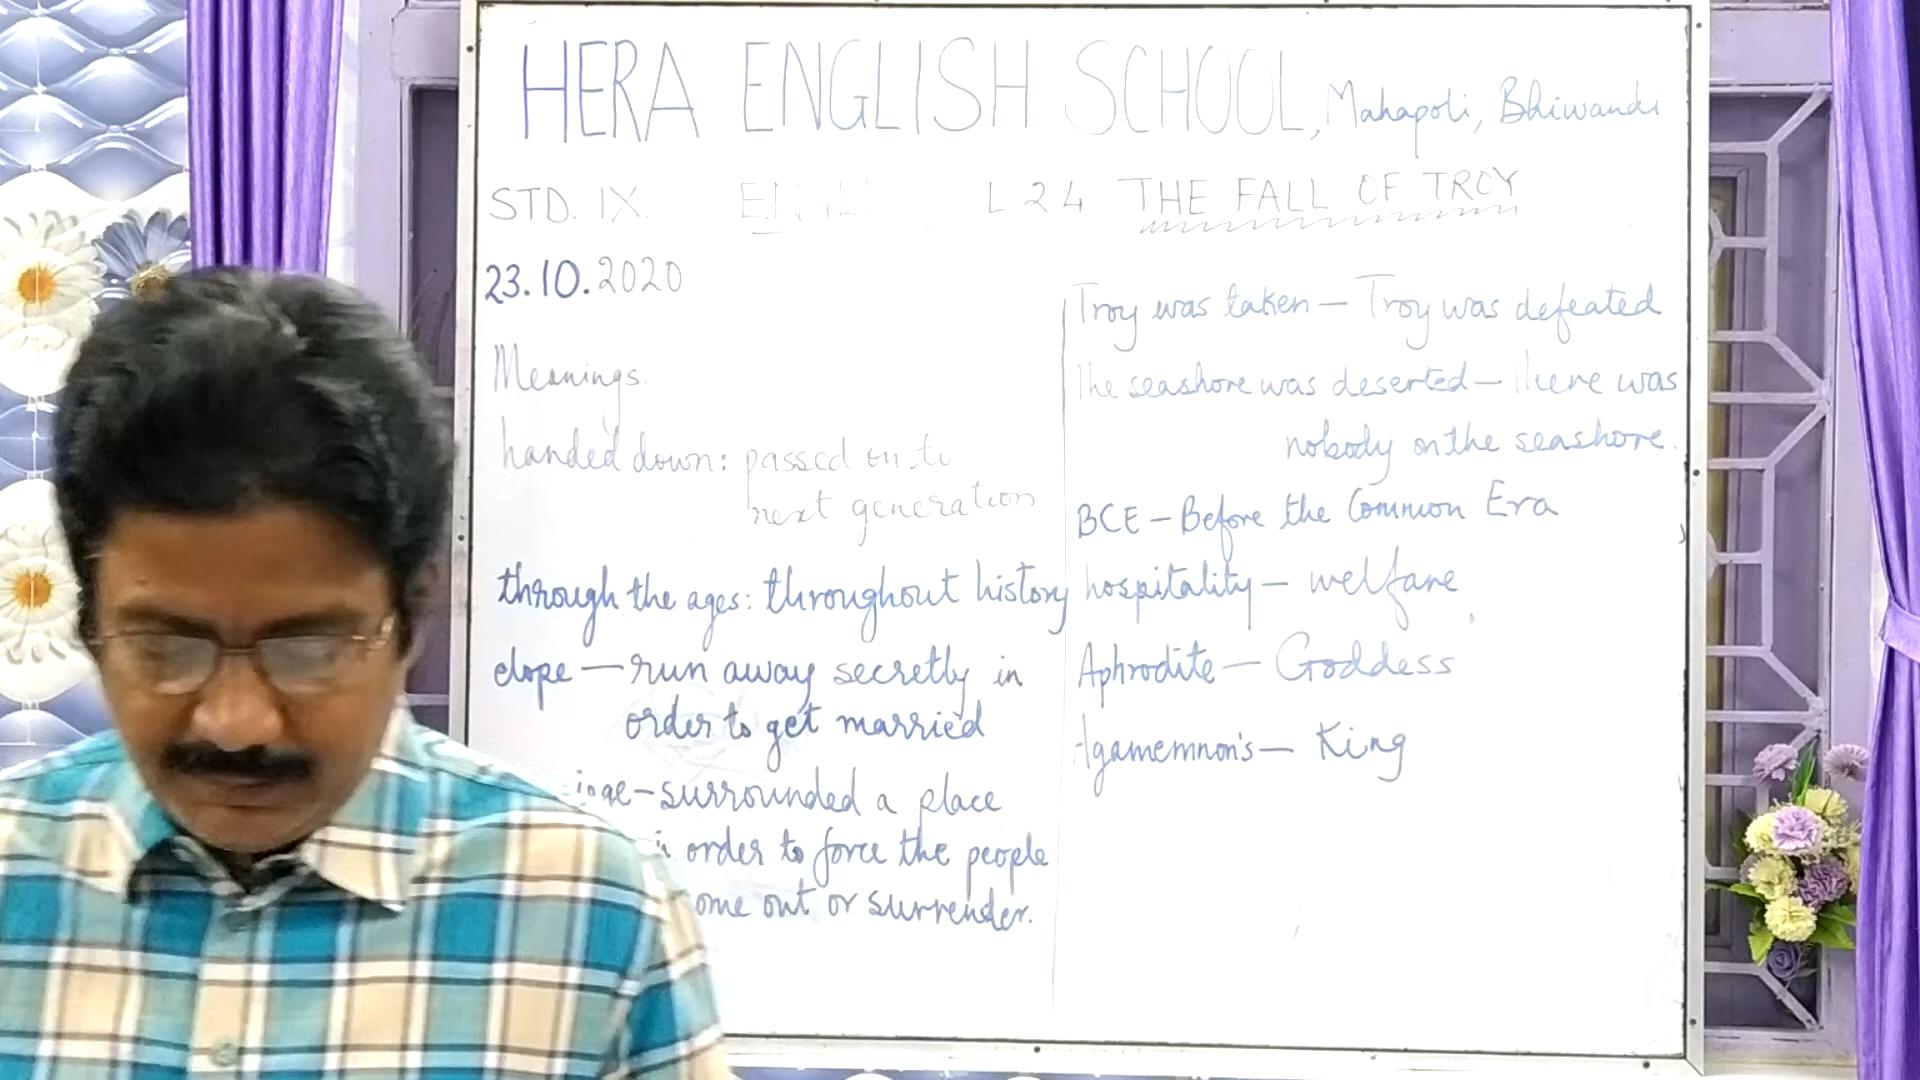 HERA ENGLISH SCHOOL, Mahapoli, Bhiwandi
STD. IX. L 24 THE FALL OF TROY
23.10.2020
Meanings.
handed down: passed on to
next generation
through the ages: throughout history
elope — run away secretly in
order to get married
surrounded a place
in order to force the people
ome out or surrender.
Troy was taken — Troy was defeated
The seashore was deserted — There was
nobody on the seashore.
BCE — Before the Common Era
hospitality — welfare
Aphrodite — Goddess
Agamemnon's — King